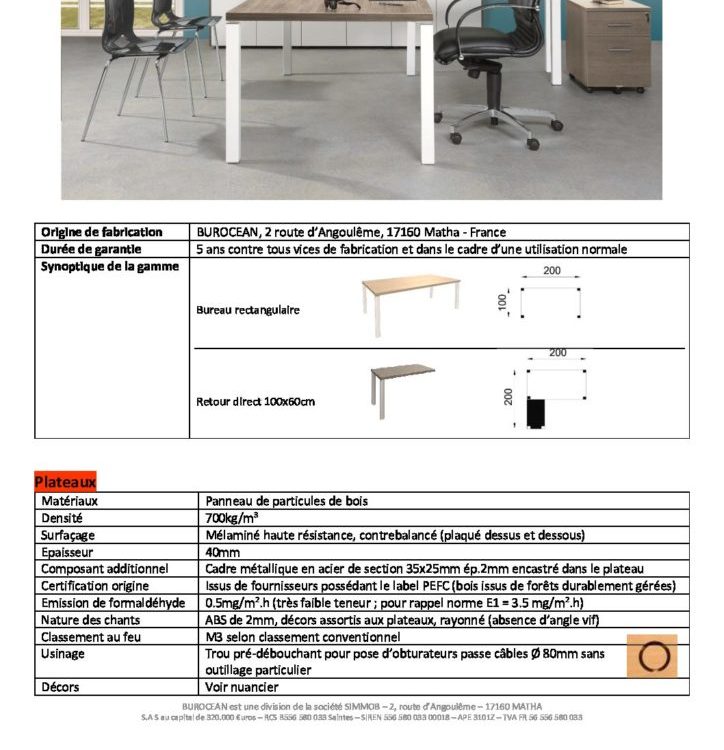 Origine de fabrication BUROCEAN, 2 route d’Angoulême, 17160 Matha - France
Durée de garantie 5 ans contre tous vices de fabrication et dans le cadre d’une utilisation normale
Synoptique de la gamme
200
100
Bureau rectangulaire
200
200
Retour direct 100x60cm
Plateaux
Matériaux Panneau de particules de bois
Densité 700kg/m³
Surfaçage Mélaminé haute résistance, contrebalancé (plaqué dessus et dessous)
Epaisseur 40mm
Composant additionnel Cadre métallique en acier de section 35x25mm ép.2mm encastré dans le plateau
Certification origine Issus de fournisseurs possédant le label PEFC (bois issus de forêts durablement gérées)
Emission de formaldéhyde 0.5mg/m².h (très faible teneur ; pour rappel norme E1 = 3.5 mg/m².h)
Nature des chants ABS de 2mm, décors assortis aux plateaux, rayonné (absence d’angle vif)
Classement au feu M3 selon classement conventionnel
Usinage Trou pré-débouchant pour pose d’obturateurs passe câbles Ø 80mm sans
outillage particulier
Décors Voir nuancier
BUROCEAN est une division de la société SIMMOB – 2, route d’Angoulême – 17160 MATHA
S.A.S au capital de 320.000 €uros – RCS B556 580 033 Saintes – SIREN 556 580 033 00018 – APE 3101Z – TVA FR 56 556 580 033